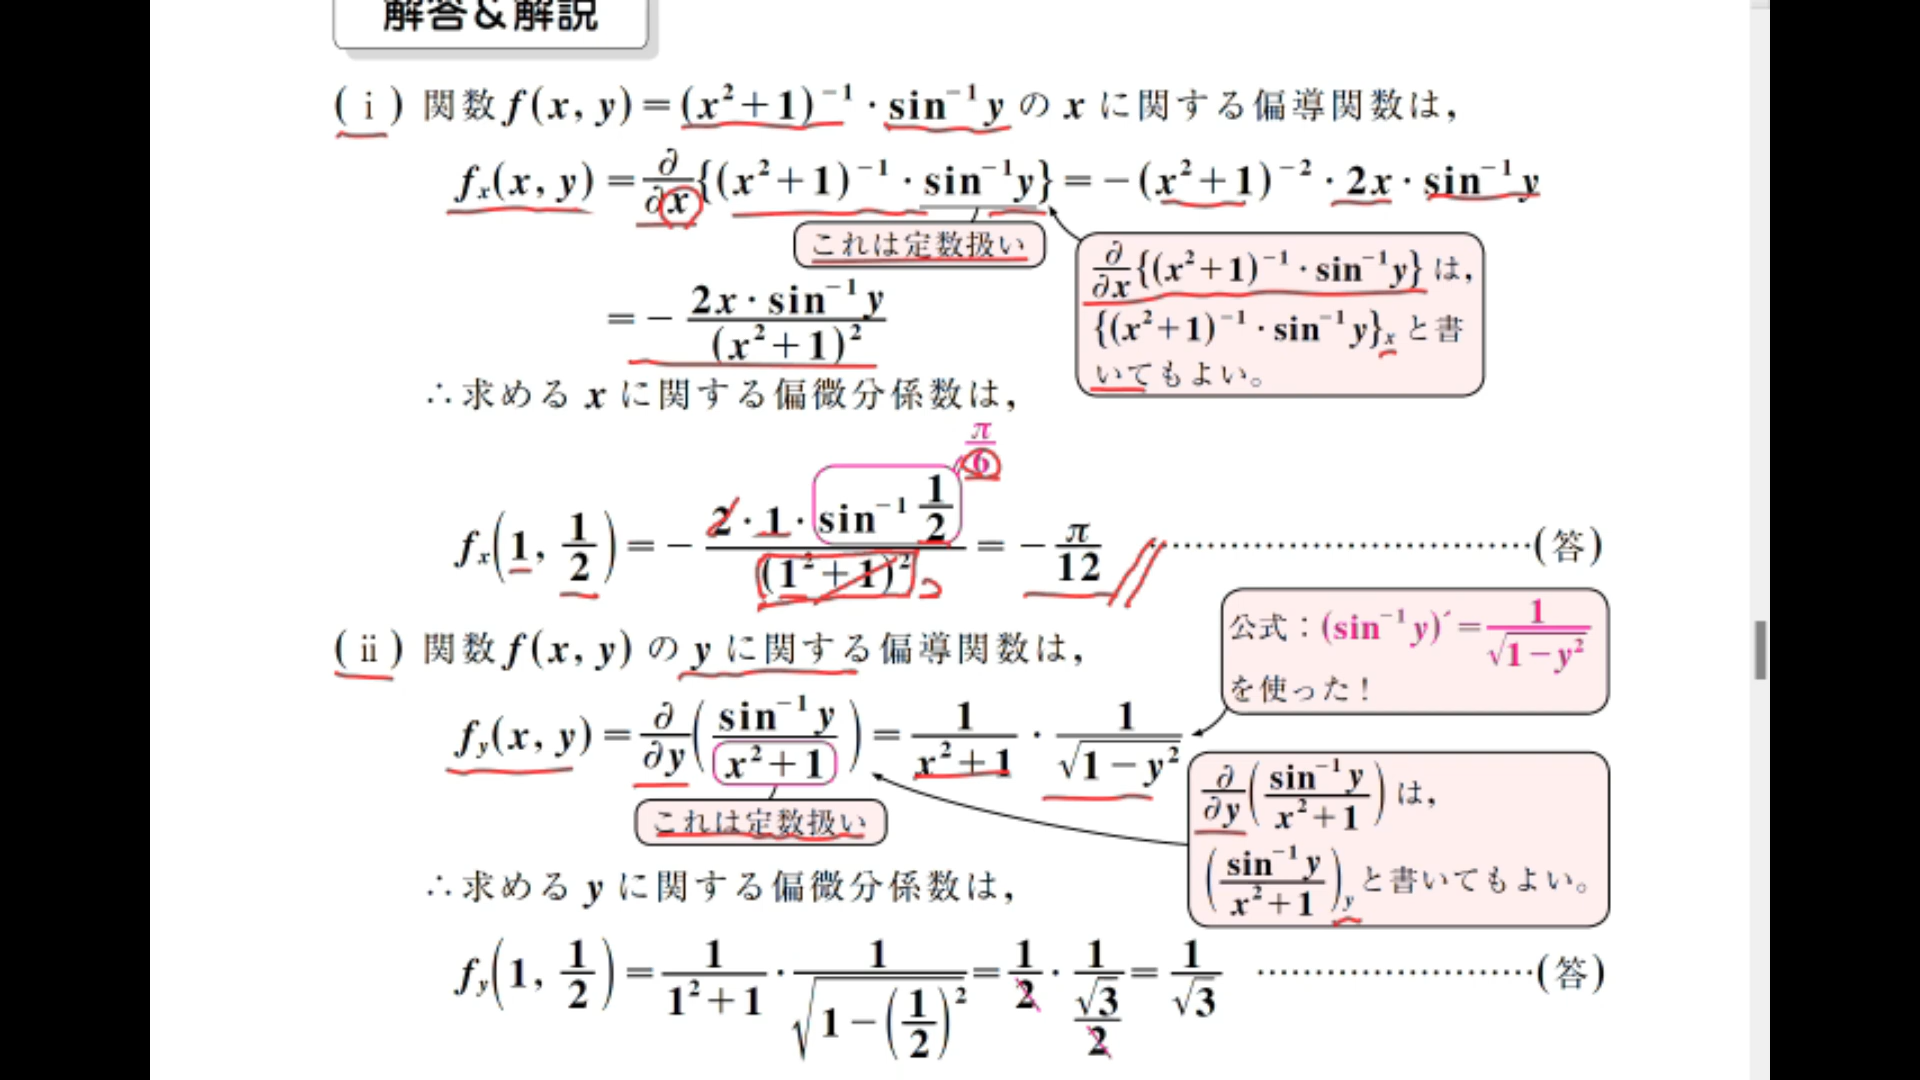 解答&解説
(ⅰ) 関数 f(x, y)=(x²+1)⁻¹・sin⁻¹y の x に関する偏導関数は,
fₓ(x, y)=∂/∂x{(x²+1)⁻¹・sin⁻¹y}=-(x²+1)⁻²・2x・sin⁻¹y
これは定数扱い
∂/∂x{(x²+1)⁻¹・sin⁻¹y} は,
{(x²+1)⁻¹・sin⁻¹y}ₓ と書
いてもよい。
=-2x・sin⁻¹y/(x²+1)²
∴求める x に関する偏微分係数は,
π/6
fₓ(1, 1/2)=-2・1・sin⁻¹ 1/2/(1²+1)² 2=-π/12 ……(答)
(ⅱ) 関数 f(x, y) の y に関する偏導関数は,
公式:(sin⁻¹y)´=1/√(1-y²)
を使った!
f_y(x, y)=∂/∂y(sin⁻¹y/(x²+1))=1/(x²+1)・1/√(1-y²)
これは定数扱い
∂/∂y(sin⁻¹y/(x²+1)) は,
(sin⁻¹y/(x²+1))_y と書いてもよい。
∴求める y に関する偏微分係数は,
f_y(1, 1/2)=1/(1²+1)・1/√(1-(1/2)²)=1/2・1/(√3/2)=1/√3 ……(答)